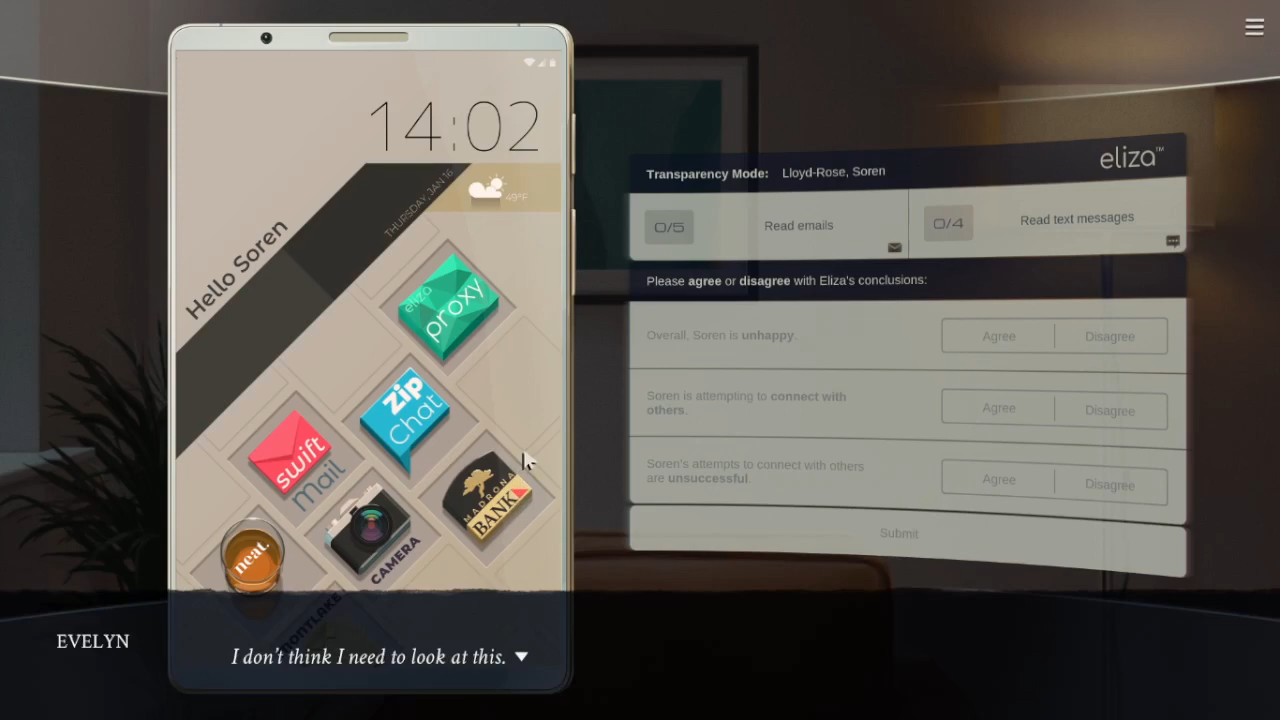 14:02
THURSDAY, JAN 16
49°F
Hello Soren
eliza
proxy
zip
Chat
swift
mail
MADRONA
BANK
neat.
CAMERA
MONTLAKE
eliza™
Transparency Mode: Lloyd-Rose, Soren
0/5
Read emails
0/4
Read text messages
Please agree or disagree with Eliza's conclusions:
Overall, Soren is unhappy.
Agree
Disagree
Soren is attempting to connect with
others.
Agree
Disagree
Soren's attempts to connect with others
are unsuccessful.
Agree
Disagree
Submit
EVELYN
I don't think I need to look at this.